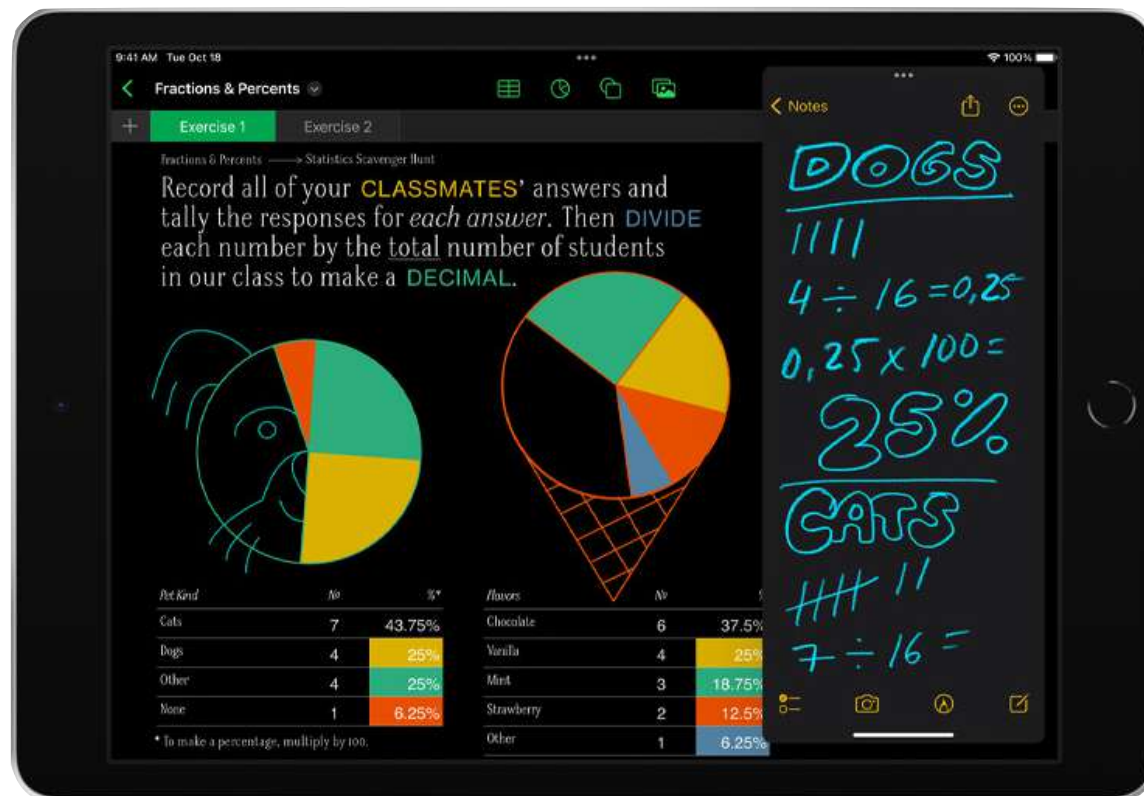 9:41 AM Tue Oct 18
100%
Fractions & Percents
Exercise 1
Exercise 2
Fractions & Percents ⟶ Statistics Scavenger Hunt
Record all of your CLASSMATES' answers and
tally the responses for each answer. Then DIVIDE
each number by the total number of students
in our class to make a DECIMAL.
Pet Kind № %*
Cats 7 43.75%
Dogs 4 25%
Other 4 25%
None 1 6.25%
* To make a percentage, multiply by 100.
Flavors №
Chocolate 6 37.5%
Vanilla 4 25%
Mint 3 18.75%
Strawberry 2 12.5%
Other 1 6.25%
Notes
DOGS
4 ÷ 16 = 0,25
0,25 x 100 =
25%
CATS
7 ÷ 16 =